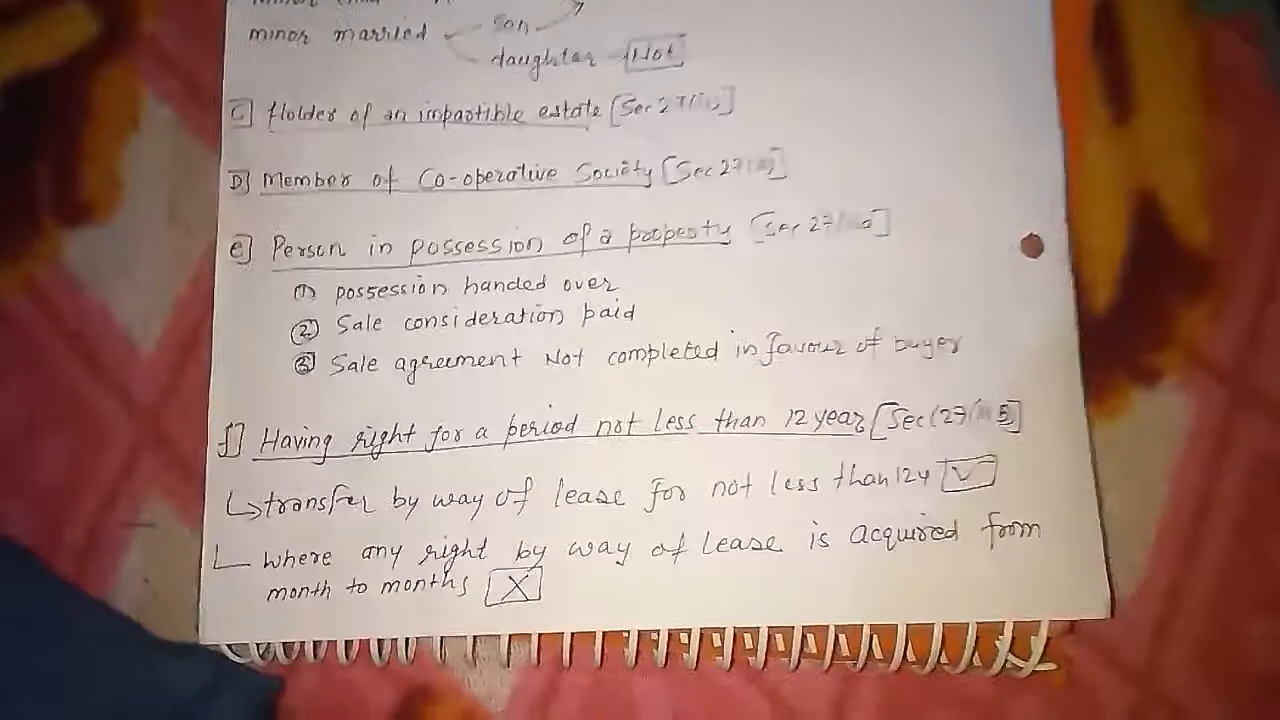 minor married son
daughter Not
C] Holder of an impartible estate [Sec 27
D] Member of Co-operative Society [Sec 27
e] Person in possession of a property [Sec 27
① possession handed over
② Sale consideration paid
③ Sale agreement Not completed in favour of buyer
f] Having right for a period not less than 12 year [Sec (27
↳ transfer by way of lease for not less than 12y ✓
where any right by way of lease is acquired from
month to months X